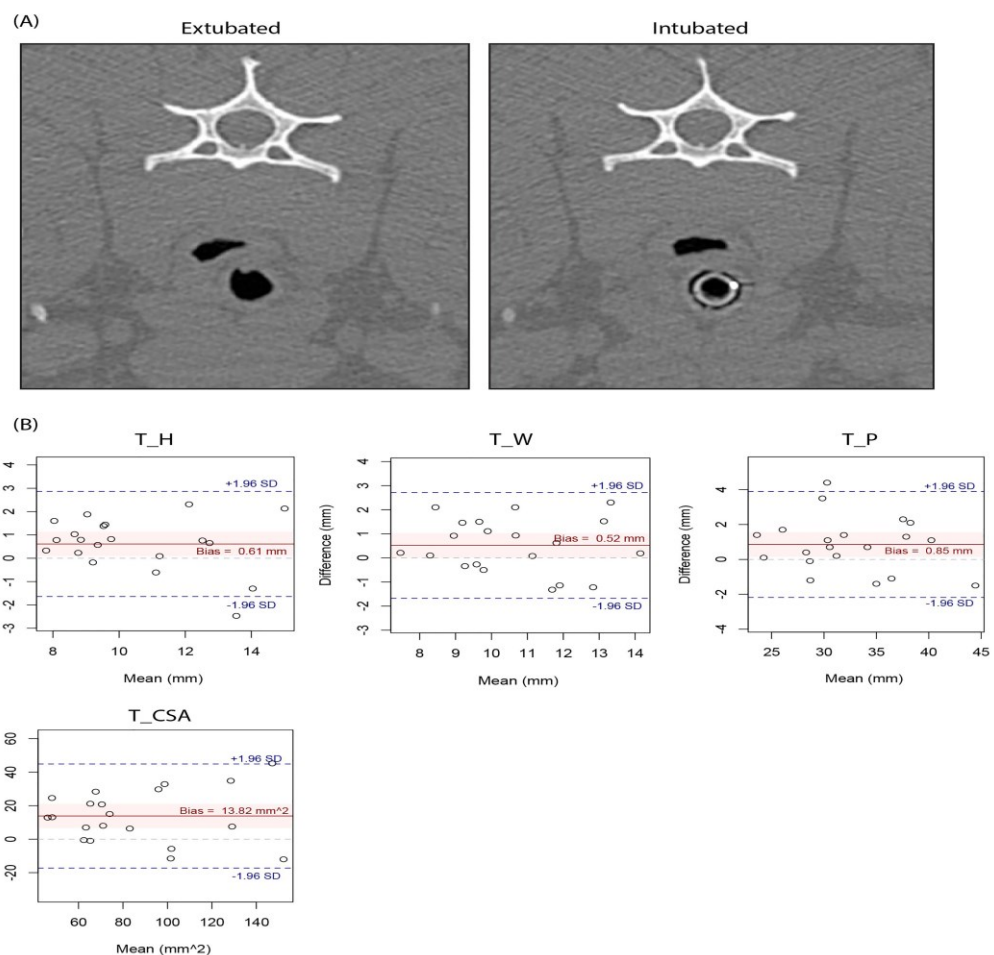 (A)
Extubated
Intubated
(B)
T_H
4
3
2
1
0
-1
-2
-3
+1.96 SD
Bias = 0.61 mm
-1.96 SD
8
10
12
14
Mean (mm)
T_W
Difference (mm)
4
3
2
1
0
-1
-3
+1.96 SD
Bias = 0.52 mm
-1.96 SD
8
9
10
11
12
13
14
Mean (mm)
T_P
Difference (mm)
4
2
0
-2
-4
+1.96 SD
Bias = 0.85 mm
-1.96 SD
25
30
35
40
45
Mean (mm)
T_CSA
60
40
20
0
-20
+1.96 SD
Bias = 13.82 mm^2
-1.96 SD
60
80
100
120
140
Mean (mm^2)